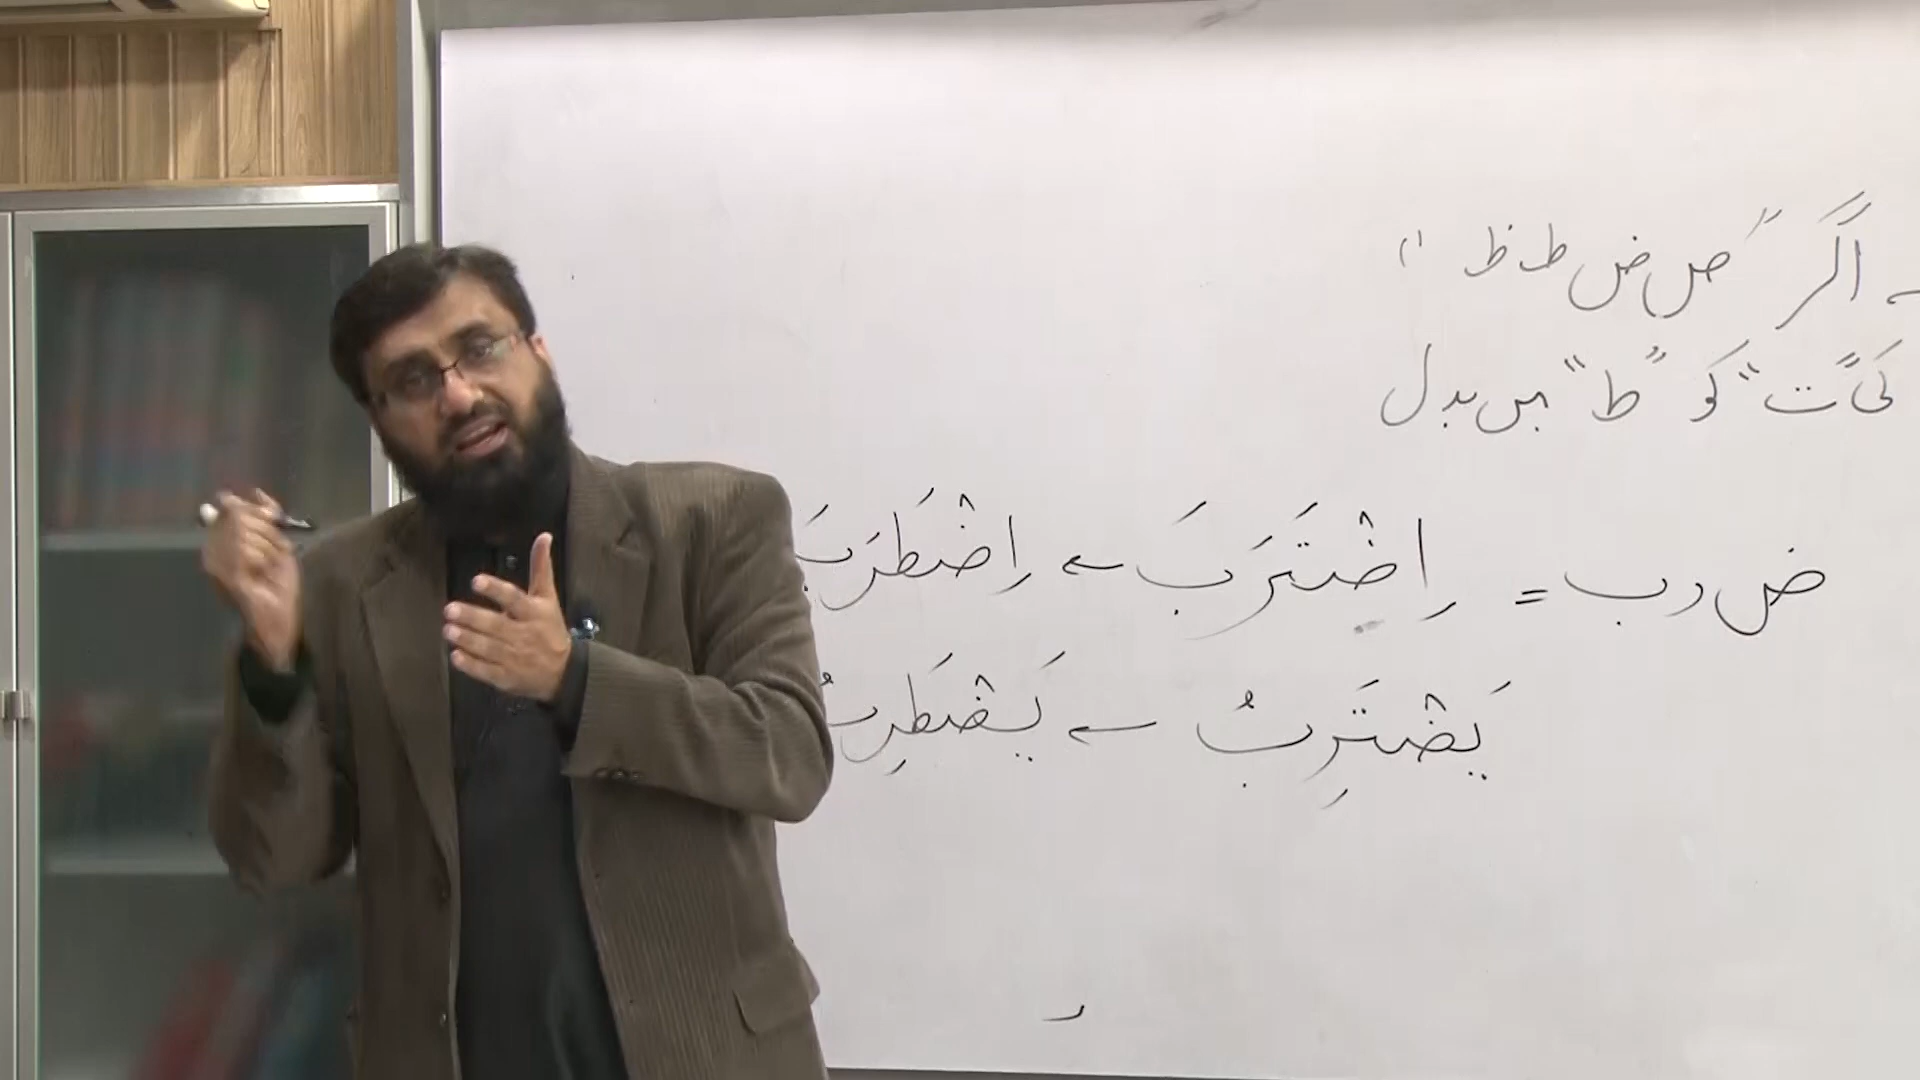 اگر "ص ض ط ظ"
کی "ت" کو "ط" میں بدل
ض ر ب = اِضْتَرَبَ ← اِضْطَرَبَ
یَضْتَرِبُ ← یَضْطَرِبُ